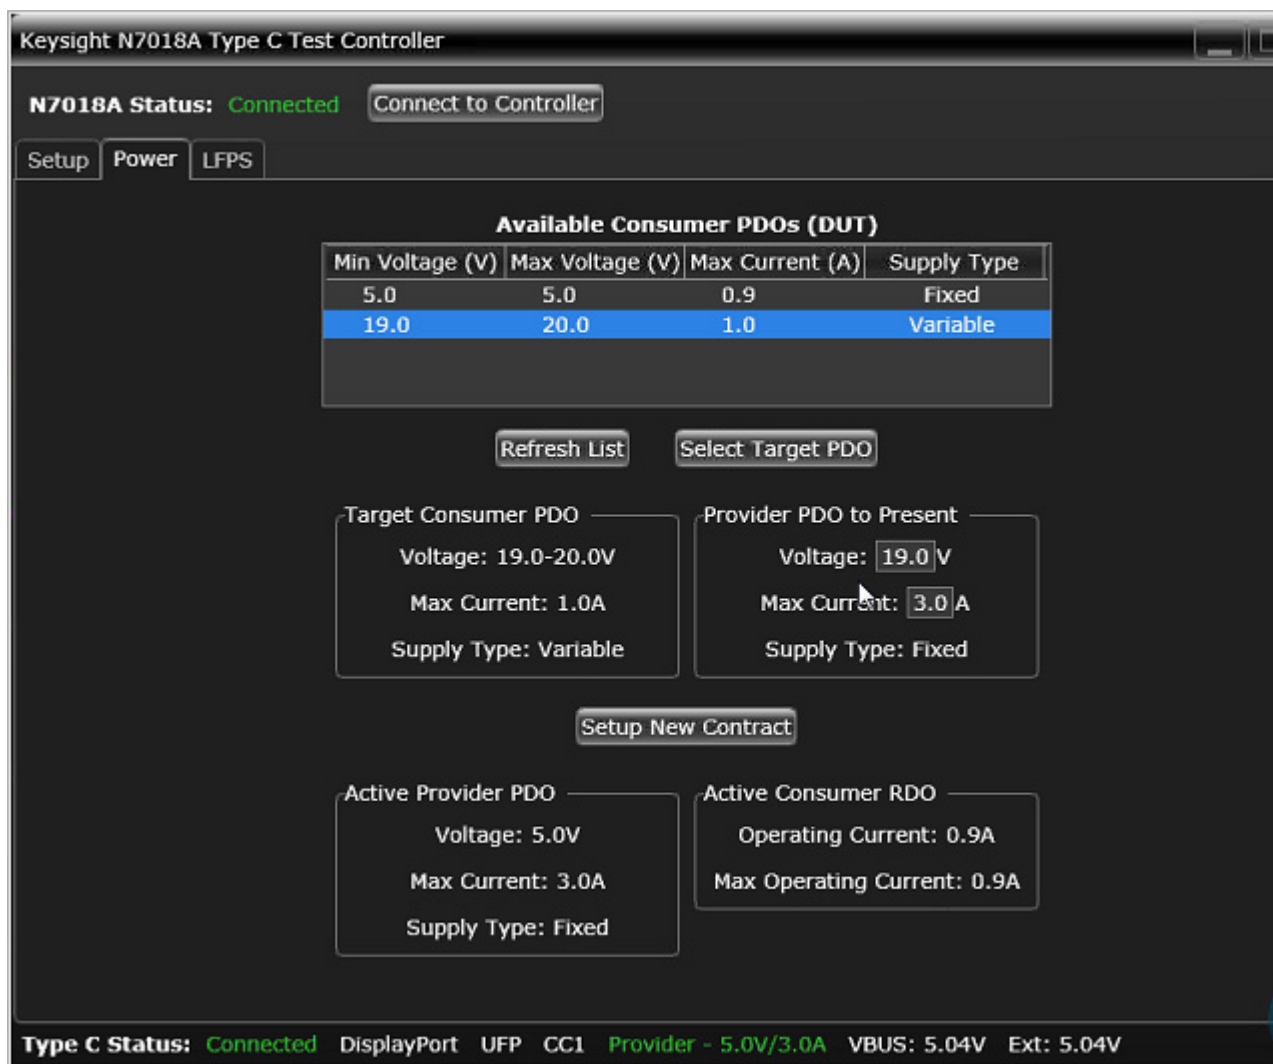 Keysight N7018A Type C Test Controller
N7018A Status: Connected Connect to Controller
Setup Power LFPS
Available Consumer PDOs (DUT)
Min Voltage (V) Max Voltage (V) Max Current (A) Supply Type
5.0 5.0 0.9 Fixed
19.0 20.0 1.0 Variable
Refresh List Select Target PDO
Target Consumer PDO
Voltage: 19.0-20.0V
Max Current: 1.0A
Supply Type: Variable
Provider PDO to Present
Voltage: 19.0 V
Max Current: 3.0 A
Supply Type: Fixed
Setup New Contract
Active Provider PDO
Voltage: 5.0V
Max Current: 3.0A
Supply Type: Fixed
Active Consumer RDO
Operating Current: 0.9A
Max Operating Current: 0.9A
Type C Status: Connected DisplayPort UFP CC1 Provider - 5.0V/3.0A VBUS: 5.04V Ext: 5.04V